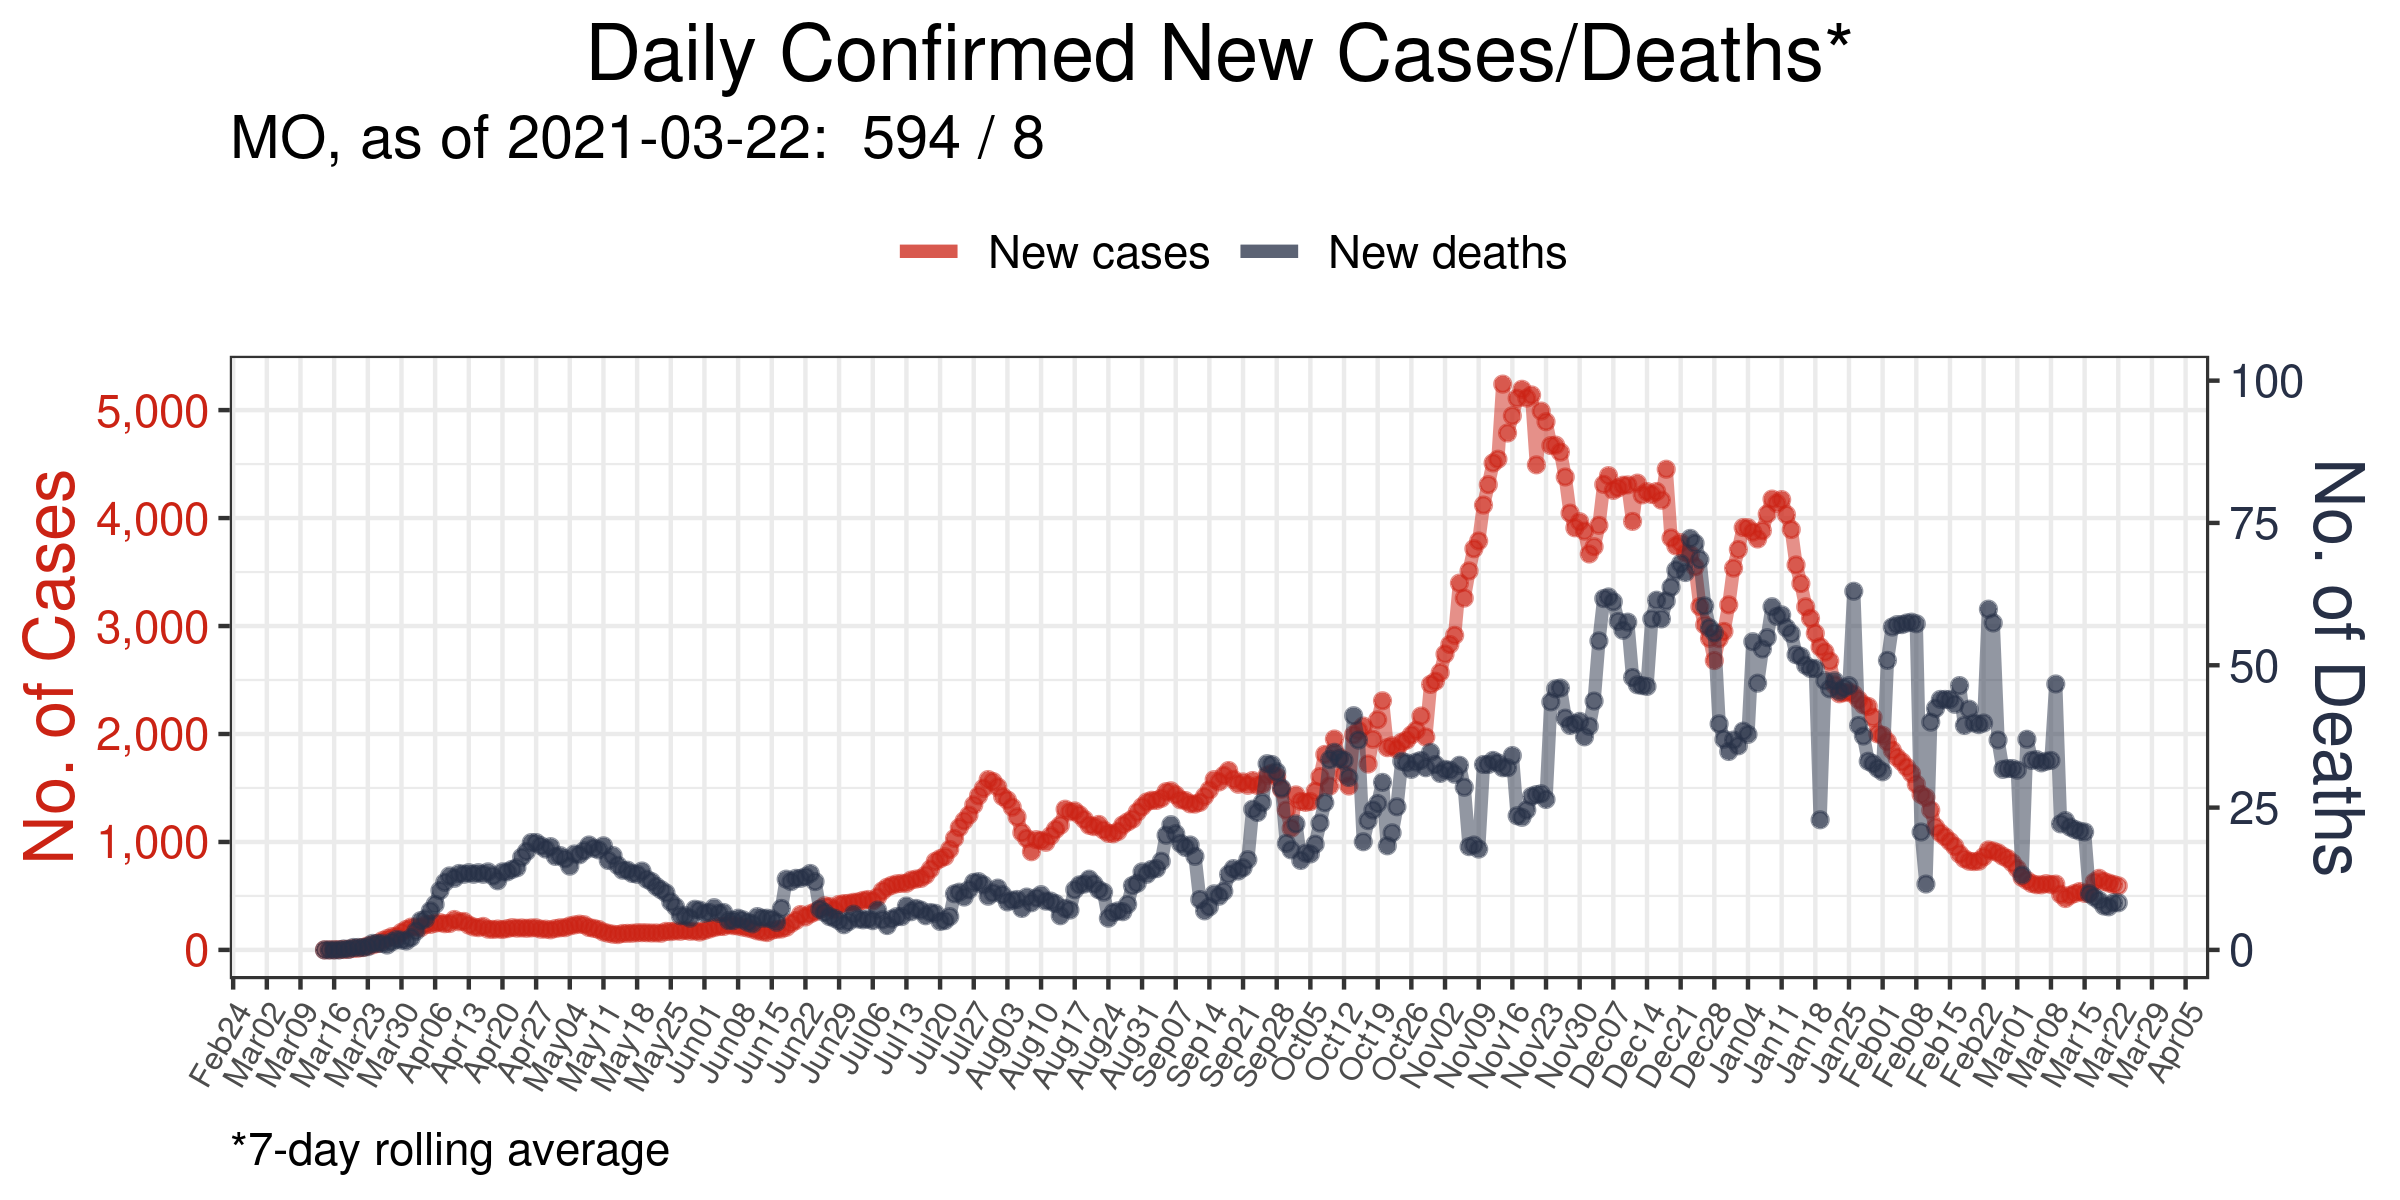 Daily Confirmed New Cases/Deaths*
MO, as of 2021-03-22:  594 / 8
New cases
New deaths
No. of Cases
5,000
4,000
3,000
2,000
1,000
0
100
75
50
25
0
No. of Deaths
Feb24
Mar02
Mar09
Mar16
Mar23
Mar30
Apr06
Apr13
Apr20
Apr27
May04
May11
May18
May25
Jun01
Jun08
Jun15
Jun22
Jun29
Jul06
Jul13
Jul20
Jul27
Aug03
Aug10
Aug17
Aug24
Aug31
Sep07
Sep14
Sep21
Sep28
Oct05
Oct12
Oct19
Oct26
Nov02
Nov09
Nov16
Nov23
Nov30
Dec07
Dec14
Dec21
Dec28
Jan04
Jan11
Jan18
Jan25
Feb01
Feb08
Feb15
Feb22
Mar01
Mar08
Mar15
Mar22
Mar29
Apr05
*7-day rolling average